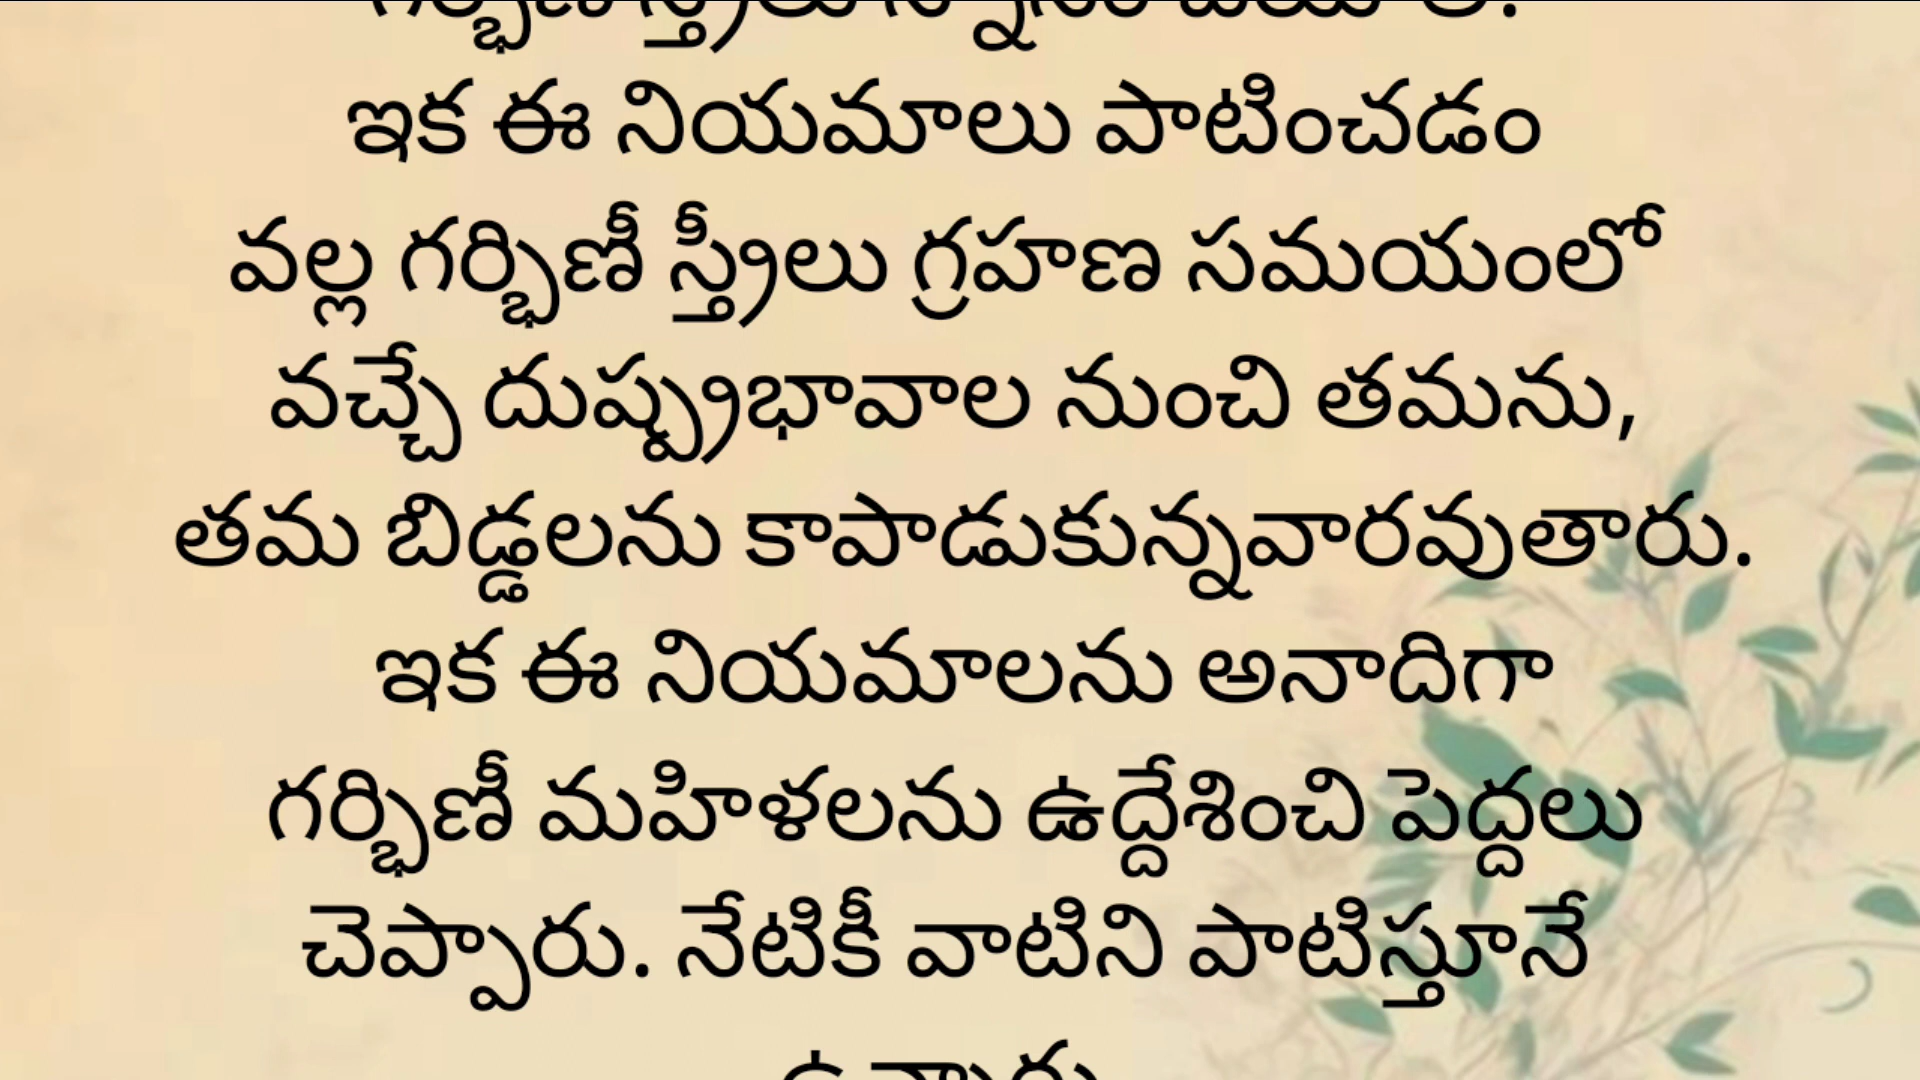 ఇక ఈ నియమాలు పాటించడం
వల్ల గర్భిణీ స్త్రీలు గ్రహణ సమయంలో
వచ్చే దుష్ప్రభావాల నుంచి తమను,
తమ బిడ్డలను కాపాడుకున్నవారవుతారు.
ఇక ఈ నియమాలను అనాదిగా
గర్భిణీ మహిళలను ఉద్దేశించి పెద్దలు
చెప్పారు. నేటికీ వాటిని పాటిస్తూనే